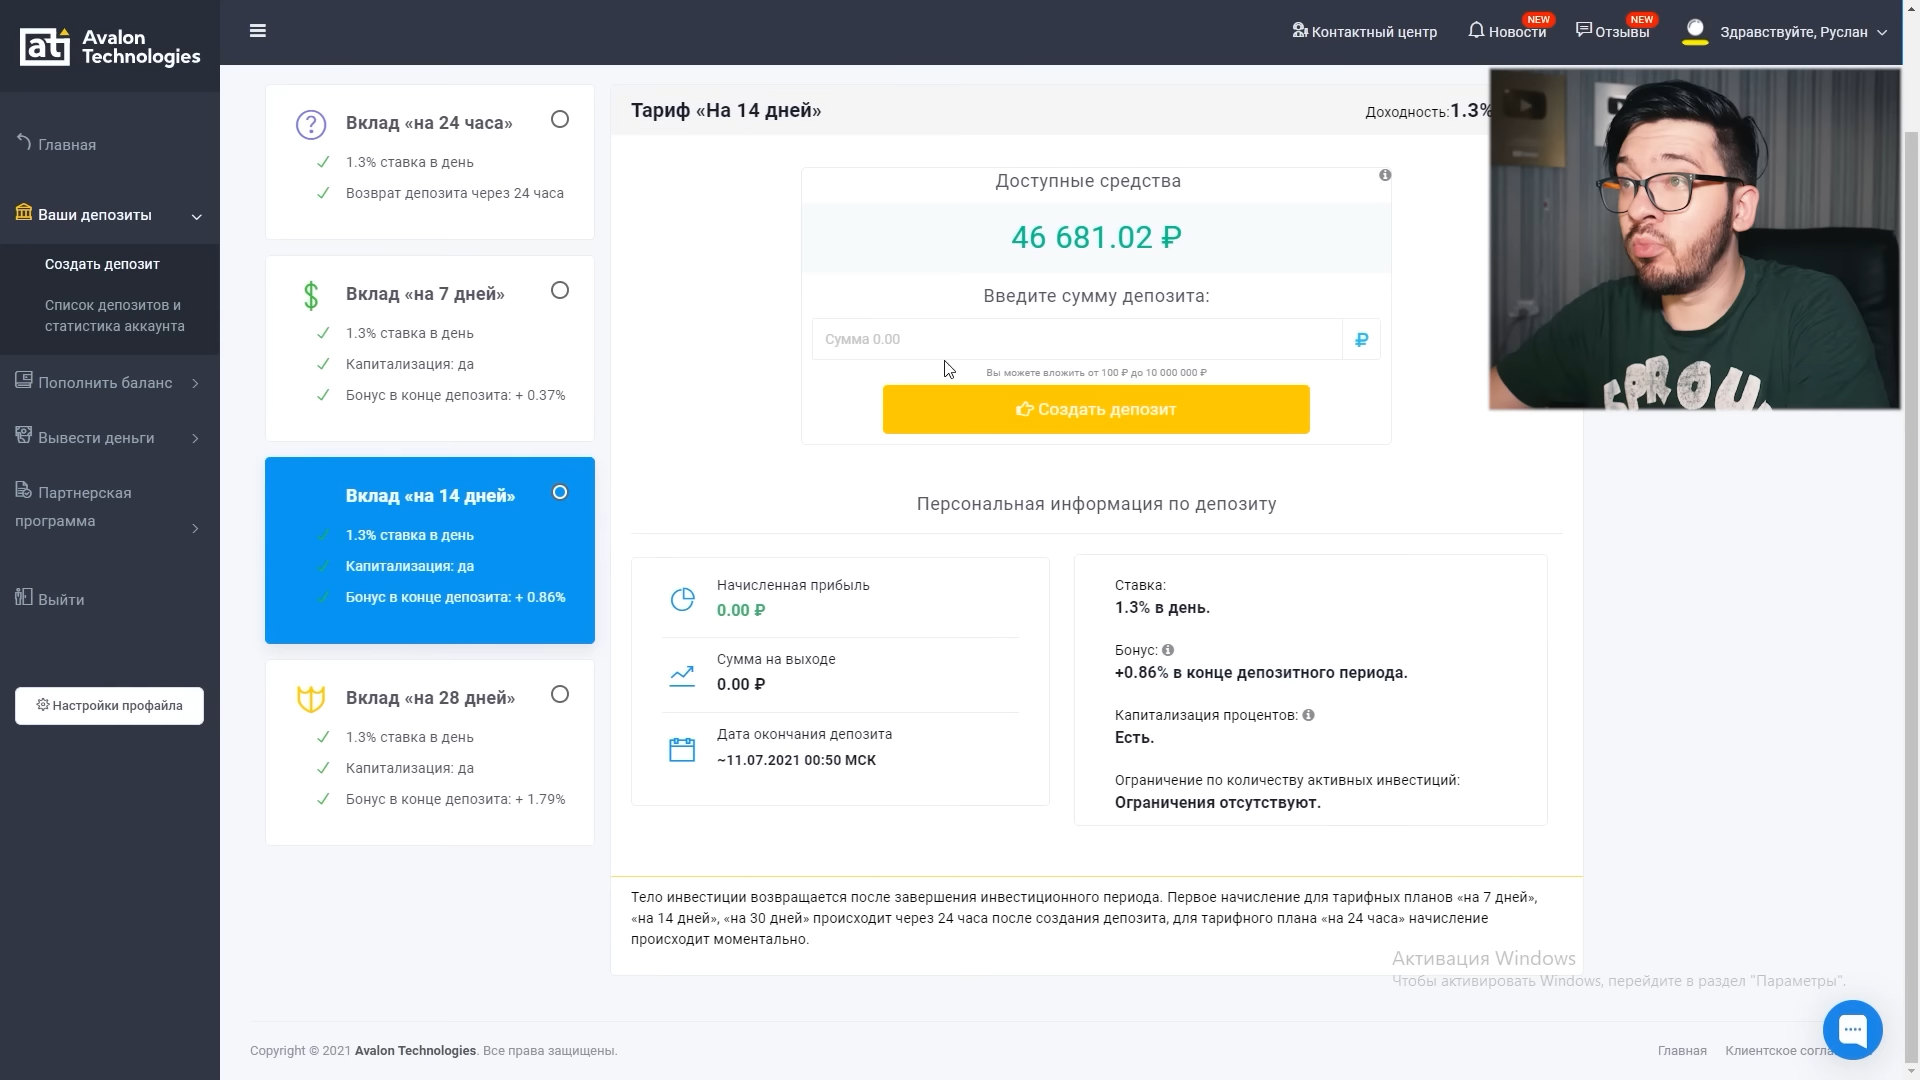 ati Avalon Technologies
Контактный центр
Новости NEW
Отзывы NEW
Здравствуйте, Руслан
Главная
Ваши депозиты
Создать депозит
Список депозитов и
статистика аккаунта
Пополнить баланс
Вывести деньги
Партнерская
программа
Выйти
Настройки профайла
Вклад «на 24 часа»
1.3% ставка в день
Возврат депозита через 24 часа
Вклад «на 7 дней»
1.3% ставка в день
Капитализация: да
Бонус в конце депозита: + 0.37%
Вклад «на 14 дней»
1.3% ставка в день
Капитализация: да
Бонус в конце депозита: + 0.86%
Вклад «на 28 дней»
1.3% ставка в день
Капитализация: да
Бонус в конце депозита: + 1.79%
Тариф «На 14 дней»
Доходность:1.3%
Доступные средства
46 681.02 ₽
Введите сумму депозита:
Сумма 0.00 ₽
Вы можете вложить от 100 ₽ до 10 000 000 ₽
Создать депозит
Персональная информация по депозиту
Начисленная прибыль
0.00 ₽
Сумма на выходе
0.00 ₽
Дата окончания депозита
~11.07.2021 00:50 МСК
Ставка:
1.3% в день.
Бонус:
+0.86% в конце депозитного периода.
Капитализация процентов:
Есть.
Ограничение по количеству активных инвестиций:
Ограничения отсутствуют.
Тело инвестиции возвращается после завершения инвестиционного периода. Первое начисление для тарифных планов «на 7 дней»,
«на 14 дней», «на 30 дней» происходит через 24 часа после создания депозита, для тарифного плана «на 24 часа» начисление
происходит моментально.
Активация Windows
Чтобы активировать Windows, перейдите в раздел "Параметры".
Copyright © 2021 Avalon Technologies. Все права защищены.
Главная
Клиентское